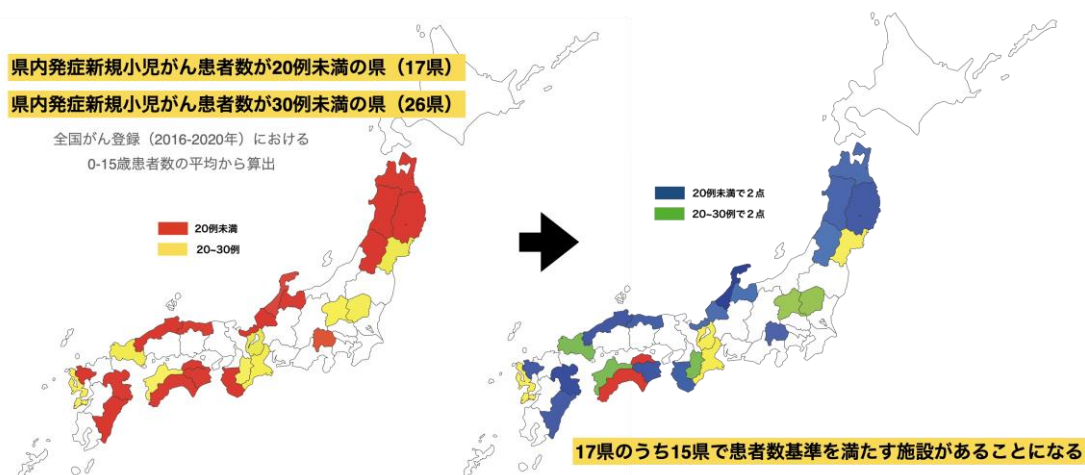 県内発症新規小児がん患者数が20例未満の県（17県）
県内発症新規小児がん患者数が30例未満の県（26県）
全国がん登録（2016-2020年）における
0-15歳患者数の平均から算出
20例未満
20~30例
20例未満で２点
20~30例で２点
17県のうち15県で患者数基準を満たす施設があることになる